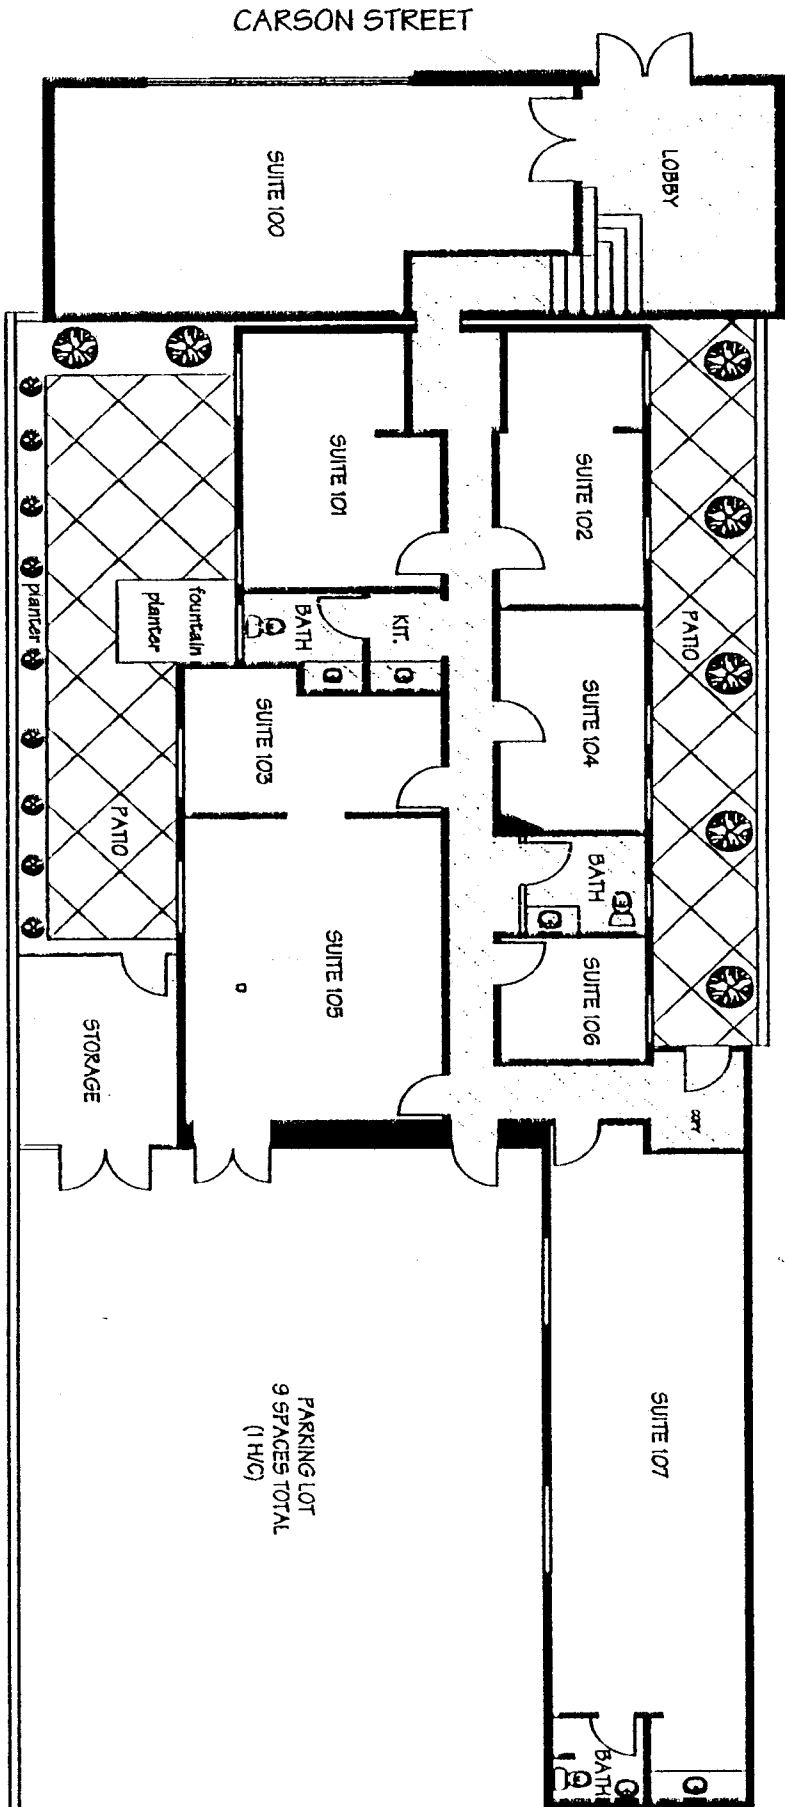 CARSON STREET
LOBBY
SUITE 100
SUITE 101
SUITE 102
PATIO
fountain
planter
planter
BATH
KIT.
SUITE 103
SUITE 104
PATIO
BATH
SUITE 105
SUITE 106
STORAGE
COPY
SUITE 107
PARKING LOT
9 SPACES TOTAL
(1 H/C)
BATH